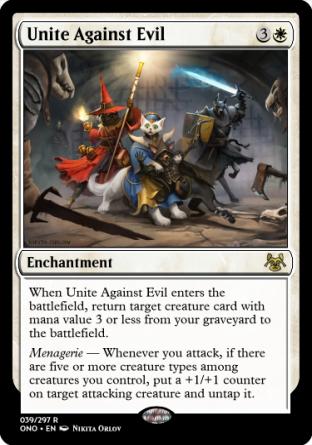 Unite Against Evil 3
NIKITA ORLOV
Enchantment
When Unite Against Evil enters the
battlefield, return target creature card with
mana value 3 or less from your graveyard to
the battlefield.
Menagerie — Whenever you attack, if there
are five or more creature types among
creatures you control, put a +1/+1 counter
on target attacking creature and untap it.
039/297 R
ONO • EN Nikita Orlov